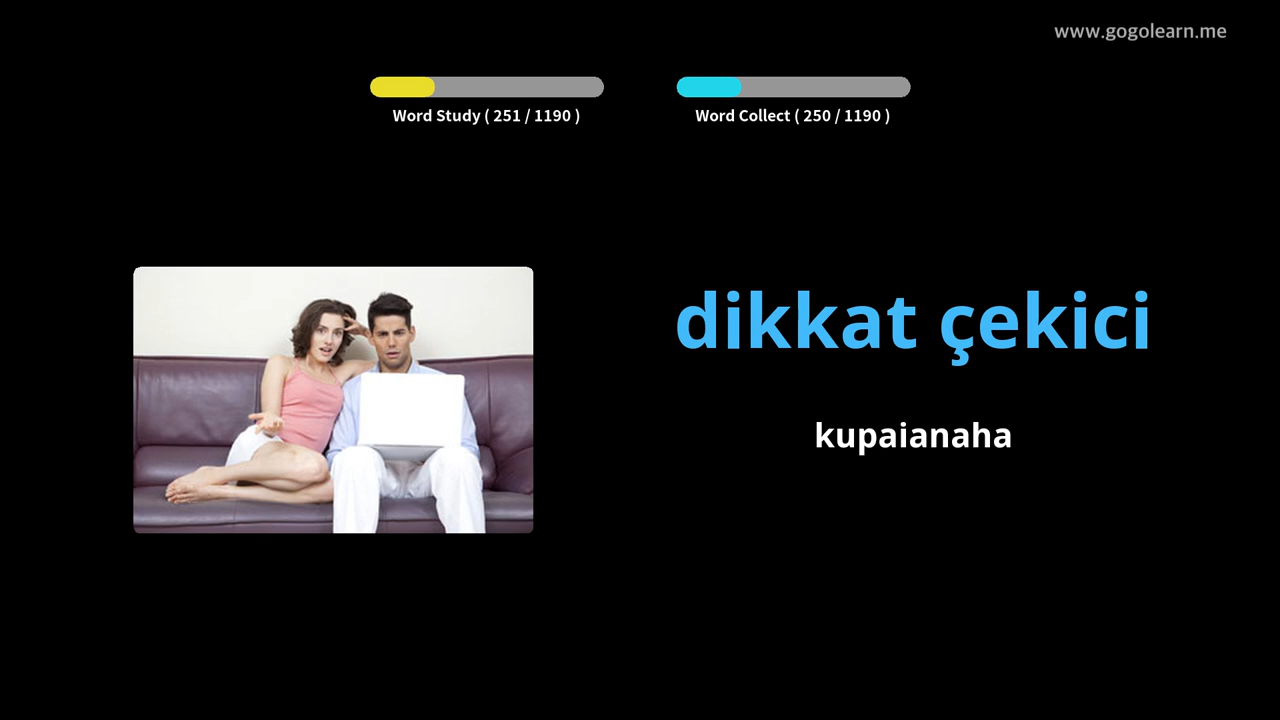 www.gogolearn.me
Word Study ( 251 / 1190 )
Word Collect ( 250 / 1190 )
dikkat çekici
kupaianaha